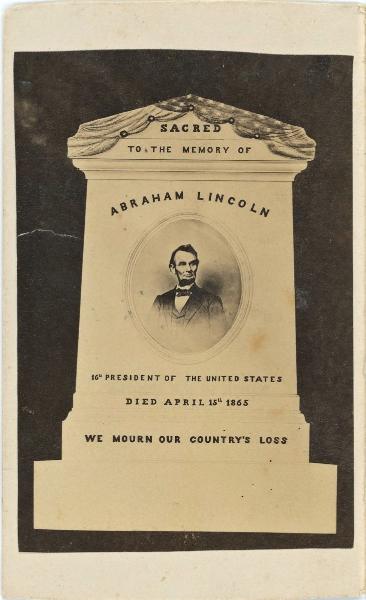 SACRED
TO THE MEMORY OF
ABRAHAM LINCOLN
16TH PRESIDENT OF THE UNITED STATES
DIED APRIL 15TH 1865
WE MOURN OUR COUNTRY'S LOSS